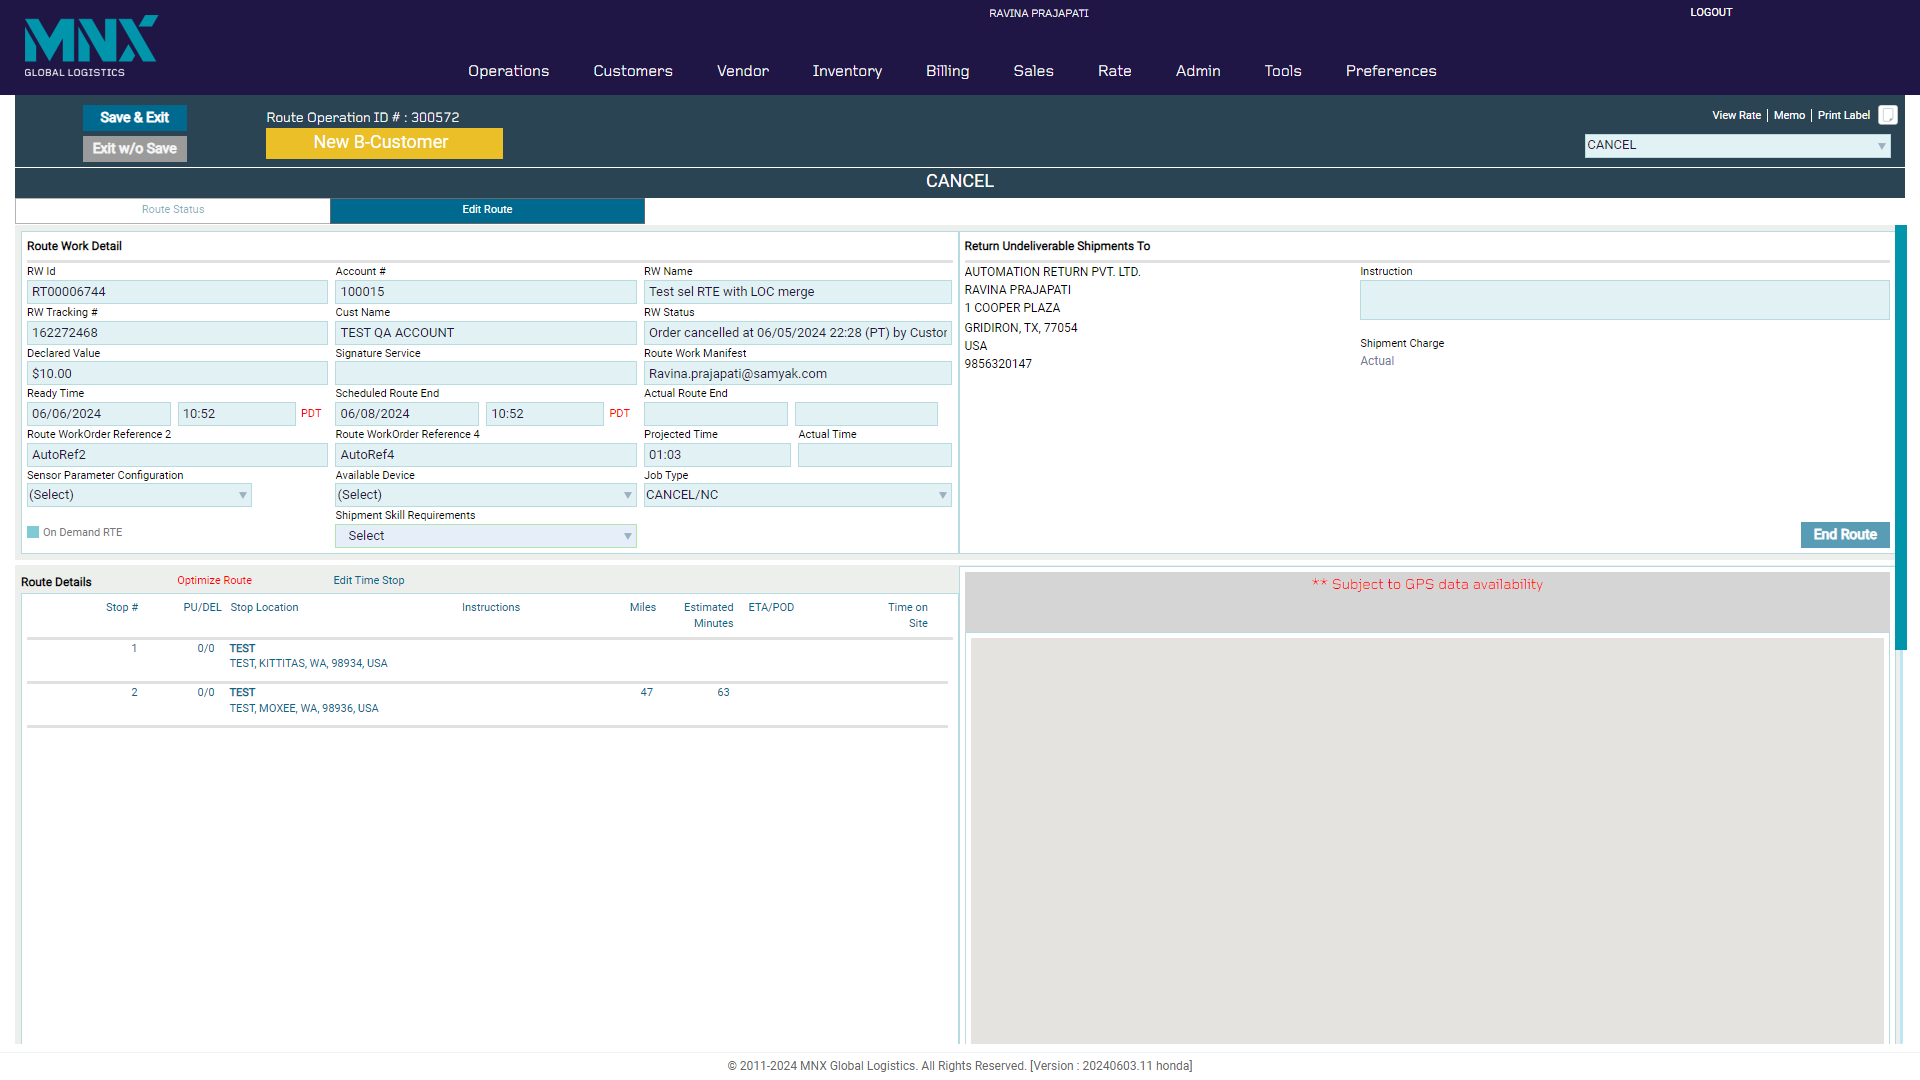 MNX
GLOBAL LOGISTICS
RAVINA PRAJAPATI
LOGOUT
Operations Customers Vendor Inventory Billing Sales Rate Admin Tools Preferences
Save & Exit
Exit w/o Save
Route Operation ID # : 300572
New B-Customer
View Rate | Memo | Print Label
CANCEL
CANCEL
Route Status
Edit Route
Route Work Detail
RW Id Account # RW Name
RT00006744 100015 Test sel RTE with LOC merge
RW Tracking # Cust Name RW Status
162272468 TEST QA ACCOUNT Order cancelled at 06/05/2024 22:28 (PT) by Custor
Declared Value Signature Service Route Work Manifest
$10.00 Ravina.prajapati@samyak.com
Ready Time Scheduled Route End Actual Route End
06/06/2024 10:52 PDT 06/08/2024 10:52 PDT
Route WorkOrder Reference 2 Route WorkOrder Reference 4 Projected Time Actual Time
AutoRef2 AutoRef4 01:03
Sensor Parameter Configuration Available Device Job Type
(Select) (Select) CANCEL/NC
Shipment Skill Requirements
On Demand RTE Select
Return Undeliverable Shipments To
AUTOMATION RETURN PVT. LTD.
RAVINA PRAJAPATI
1 COOPER PLAZA
GRIDIRON, TX, 77054
USA
9856320147
Instruction
Shipment Charge
Actual
End Route
Route Details Optimize Route Edit Time Stop
Stop # PU/DEL Stop Location Instructions Miles Estimated Minutes ETA/POD Time on Site
1 0/0 TEST
TEST, KITTITAS, WA, 98934, USA
2 0/0 TEST 47 63
TEST, MOXEE, WA, 98936, USA
** Subject to GPS data availability
© 2011-2024 MNX Global Logistics. All Rights Reserved. [Version : 20240603.11 honda]